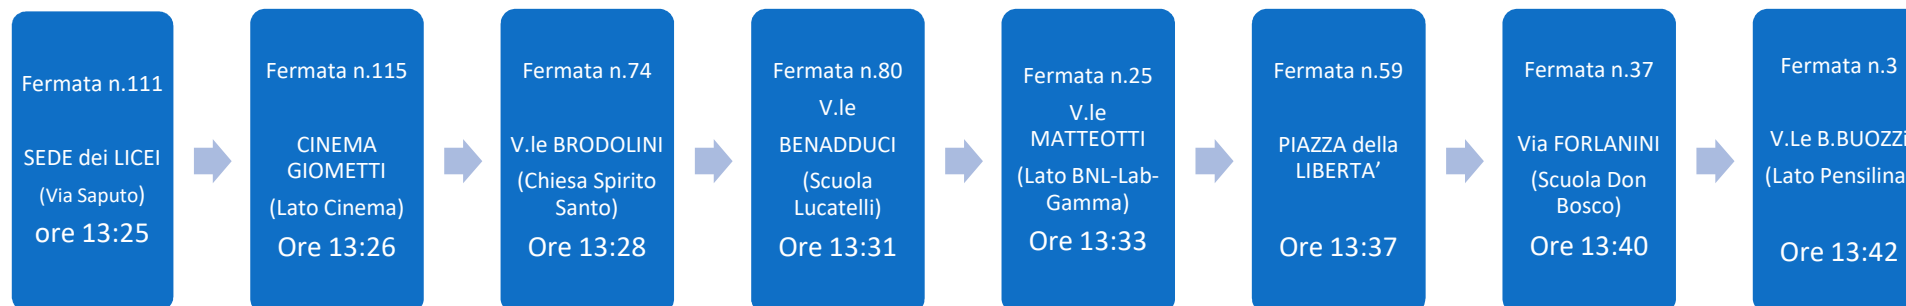 Fermata n.111
SEDE dei LICEI
(Via Saputo)
ore 13:25
Fermata n.115
CINEMA
GIOMETTI
(Lato Cinema)
Ore 13:26
Fermata n.74
V.le BRODOLINI
(Chiesa Spirito
Santo)
Ore 13:28
Fermata n.80
V.le
BENADDUCI
(Scuola
Lucatelli)
Ore 13:31
Fermata n.25
V.le
MATTEOTTI
(Lato BNL-Lab-
Gamma)
Ore 13:33
Fermata n.59
PIAZZA della
LIBERTA’
Ore 13:37
Fermata n.37
Via FORLANINI
(Scuola Don
Bosco)
Ore 13:40
Fermata n.3
V.Le B.BUOZZi
(Lato Pensilina
Ore 13:42